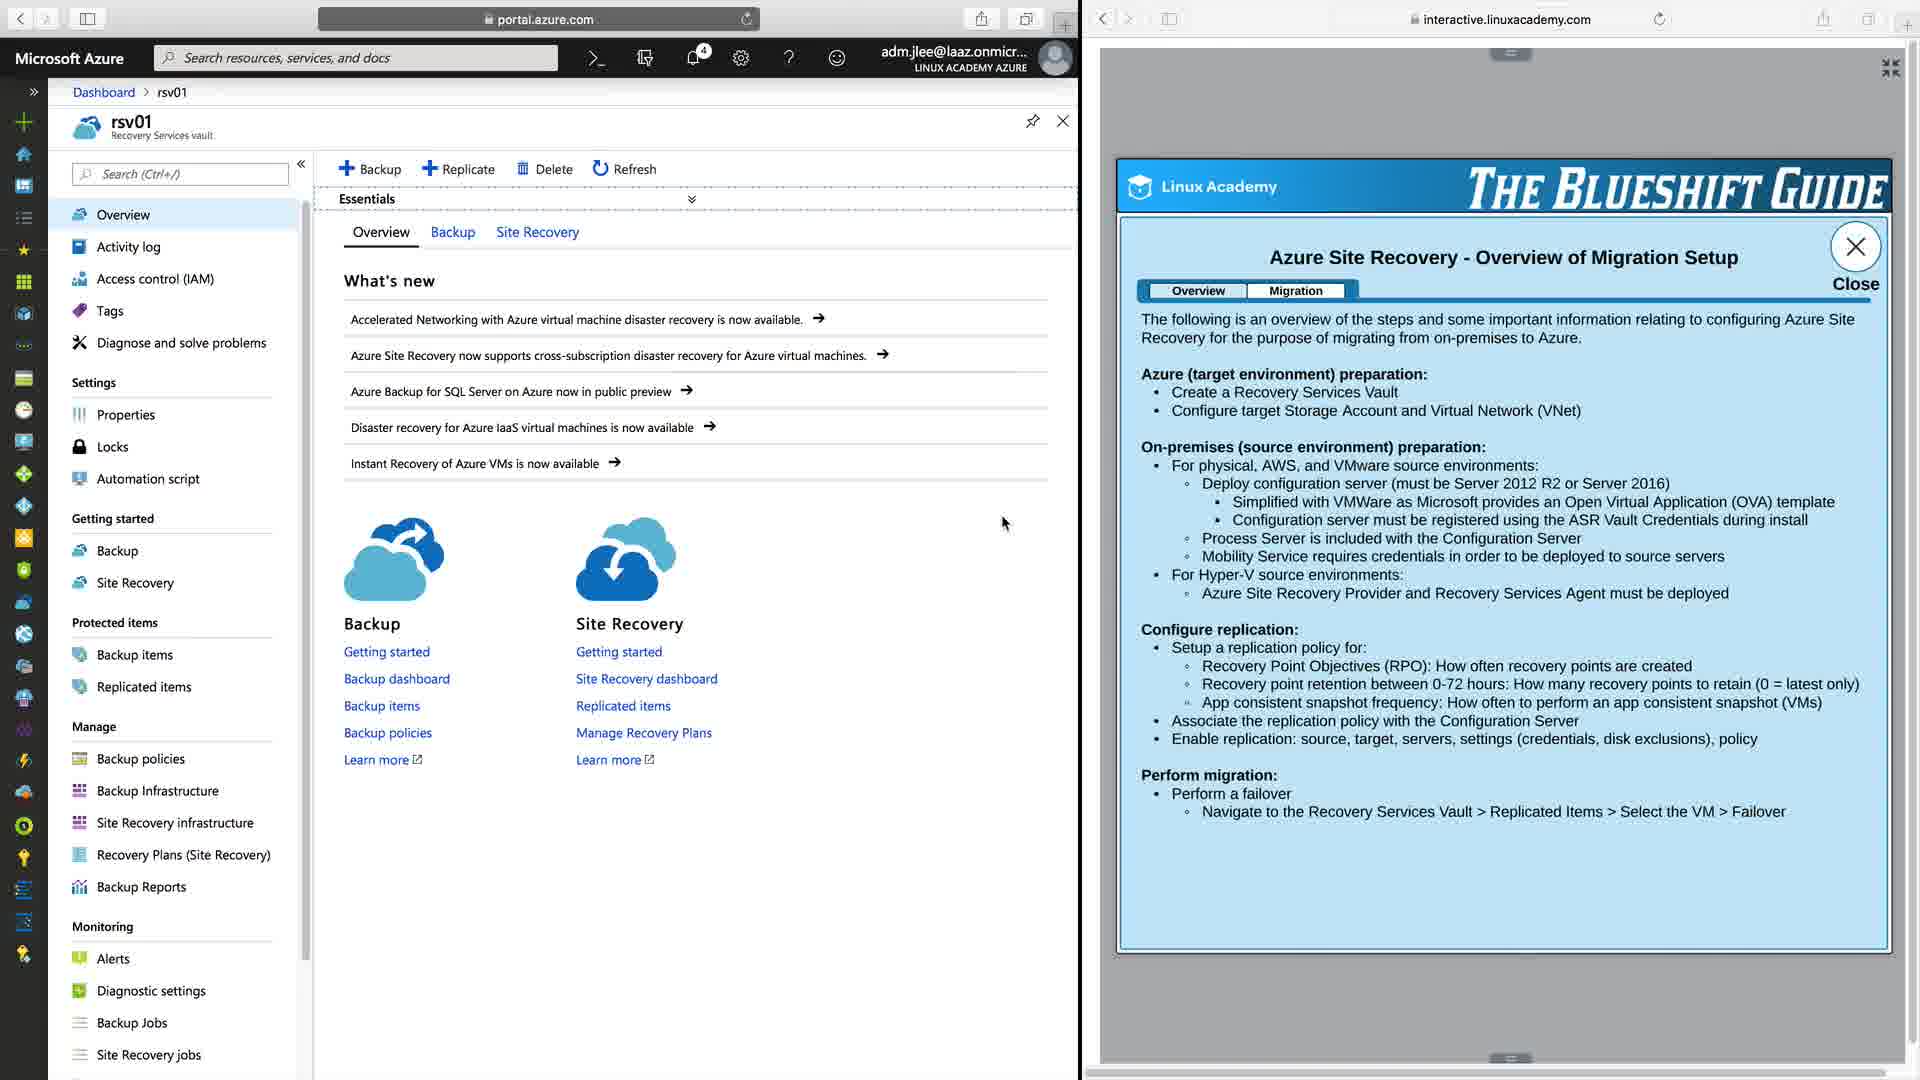 portal.azure.com
Microsoft Azure
Search resources, services, and docs
4
adm.jlee@laaz.onmicr...
LINUX ACADEMY AZURE
Dashboard > rsv01
rsv01
Recovery Services vault
Search (Ctrl+/)
Overview
Activity log
Access control (IAM)
Tags
Diagnose and solve problems
Settings
Properties
Locks
Automation script
Getting started
Backup
Site Recovery
Protected items
Backup items
Replicated items
Manage
Backup policies
Backup Infrastructure
Site Recovery infrastructure
Recovery Plans (Site Recovery)
Backup Reports
Monitoring
Alerts
Diagnostic settings
Backup Jobs
Site Recovery jobs
Backup Replicate Delete Refresh
Essentials
Overview Backup Site Recovery
What's new
Accelerated Networking with Azure virtual machine disaster recovery is now available.
Azure Site Recovery now supports cross-subscription disaster recovery for Azure virtual machines.
Azure Backup for SQL Server on Azure now in public preview
Disaster recovery for Azure IaaS virtual machines is now available
Instant Recovery of Azure VMs is now available
Backup
Getting started
Backup dashboard
Backup items
Backup policies
Learn more
Site Recovery
Getting started
Site Recovery dashboard
Replicated items
Manage Recovery Plans
Learn more
interactive.linuxacademy.com
Linux Academy
THE BLUESHIFT GUIDE
Azure Site Recovery - Overview of Migration Setup
Close
Overview Migration
The following is an overview of the steps and some important information relating to configuring Azure Site
Recovery for the purpose of migrating from on-premises to Azure.
Azure (target environment) preparation:
• Create a Recovery Services Vault
• Configure target Storage Account and Virtual Network (VNet)
On-premises (source environment) preparation:
• For physical, AWS, and VMware source environments:
◦ Deploy configuration server (must be Server 2012 R2 or Server 2016)
▪ Simplified with VMWare as Microsoft provides an Open Virtual Application (OVA) template
▪ Configuration server must be registered using the ASR Vault Credentials during install
◦ Process Server is included with the Configuration Server
◦ Mobility Service requires credentials in order to be deployed to source servers
• For Hyper-V source environments:
◦ Azure Site Recovery Provider and Recovery Services Agent must be deployed
Configure replication:
• Setup a replication policy for:
◦ Recovery Point Objectives (RPO): How often recovery points are created
◦ Recovery point retention between 0-72 hours: How many recovery points to retain (0 = latest only)
◦ App consistent snapshot frequency: How often to perform an app consistent snapshot (VMs)
• Associate the replication policy with the Configuration Server
• Enable replication: source, target, servers, settings (credentials, disk exclusions), policy
Perform migration:
• Perform a failover
◦ Navigate to the Recovery Services Vault > Replicated Items > Select the VM > Failover